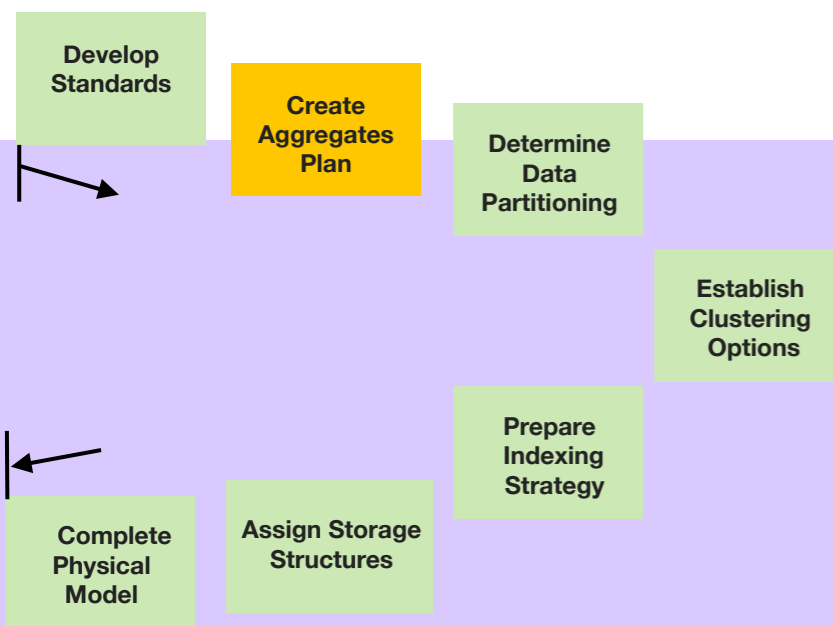 Develop
Standards
Create
Aggregates
Plan
Determine
Data
Partitioning
Establish
Clustering
Options
Prepare
Indexing
Strategy
Assign Storage
Structures
Complete
Physical
Model